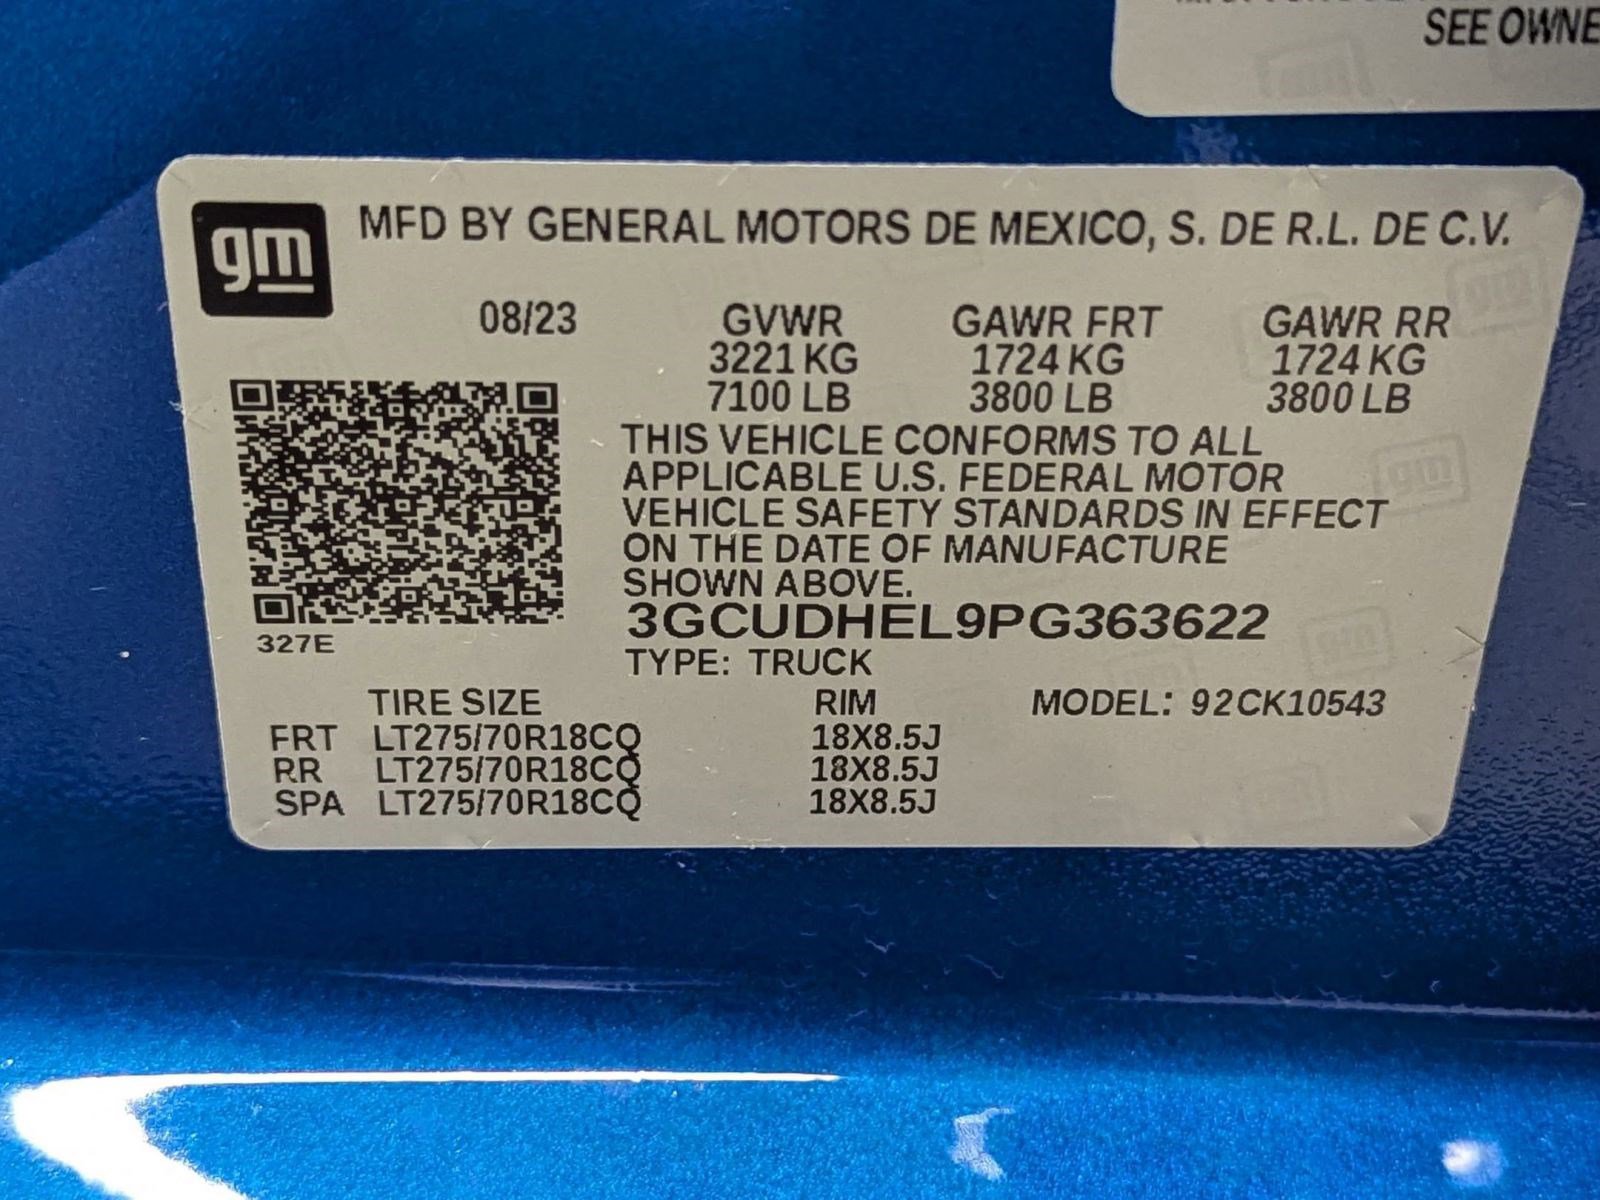 SEE OWNE
gm
MFD BY GENERAL MOTORS DE MEXICO, S. DE R.L. DE C.V.
08/23 GVWR GAWR FRT GAWR RR
3221 KG 1724 KG 1724 KG
7100 LB 3800 LB 3800 LB
THIS VEHICLE CONFORMS TO ALL
APPLICABLE U.S. FEDERAL MOTOR
VEHICLE SAFETY STANDARDS IN EFFECT
ON THE DATE OF MANUFACTURE
SHOWN ABOVE.
327E
3GCUDHEL9PG363622
TYPE: TRUCK
TIRE SIZE RIM MODEL: 92CK10543
FRT LT275/70R18CQ 18X8.5J
RR LT275/70R18CQ 18X8.5J
SPA LT275/70R18CQ 18X8.5J